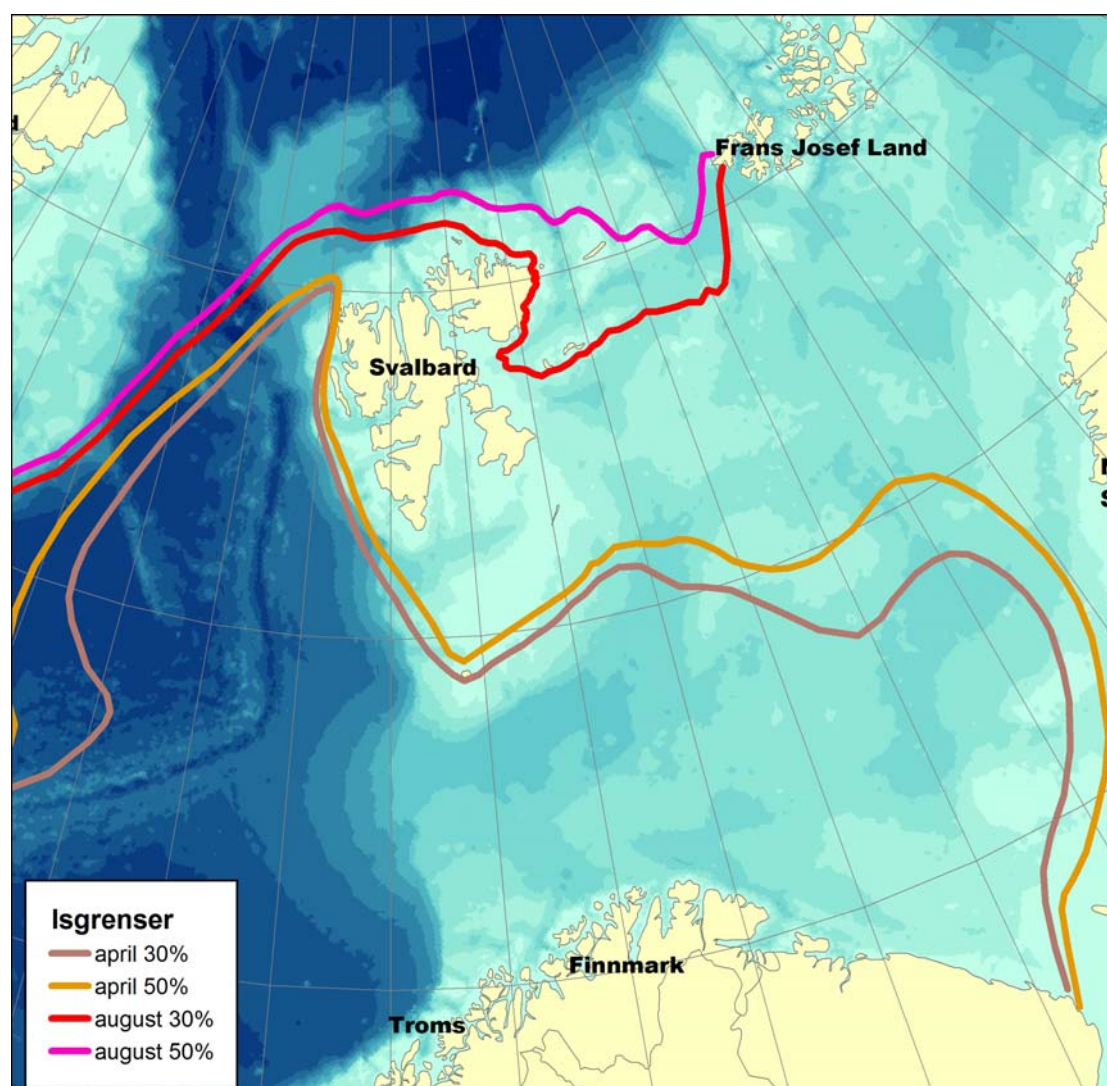 d
Frans Josef Land
Svalbard
N
S
Finnmark
Troms
Isgrenser
april 30%
april 50%
august 30%
august 50%